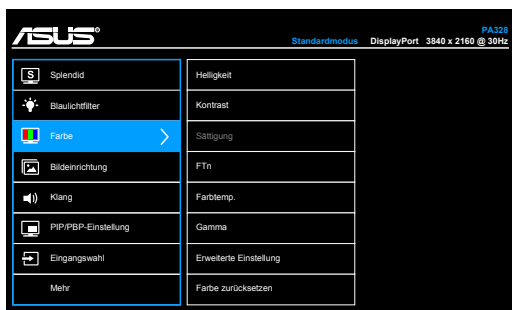 ASUS
PA328
Standardmodus DisplayPort 3840 x 2160 @ 30Hz
S Splendid
Blaulichtfilter
Farbe
Bildeinrichtung
Klang
PIP/PBP-Einstellung
Eingangswahl
Mehr
Helligkeit
Kontrast
Sättigung
FTn
Farbtemp.
Gamma
Erweiterte Einstellung
Farbe zurücksetzen